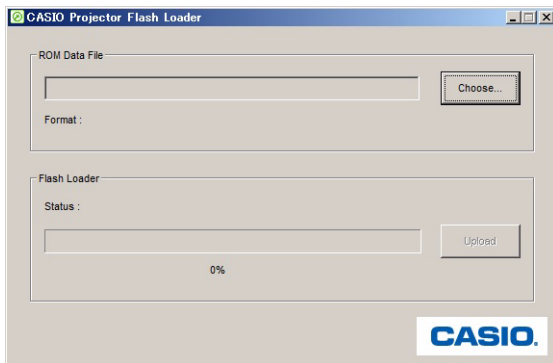 CASIO Projector Flash Loader
ROM Data File
Choose...
Format :
Flash Loader
Status :
Upload
0%
CASIO.